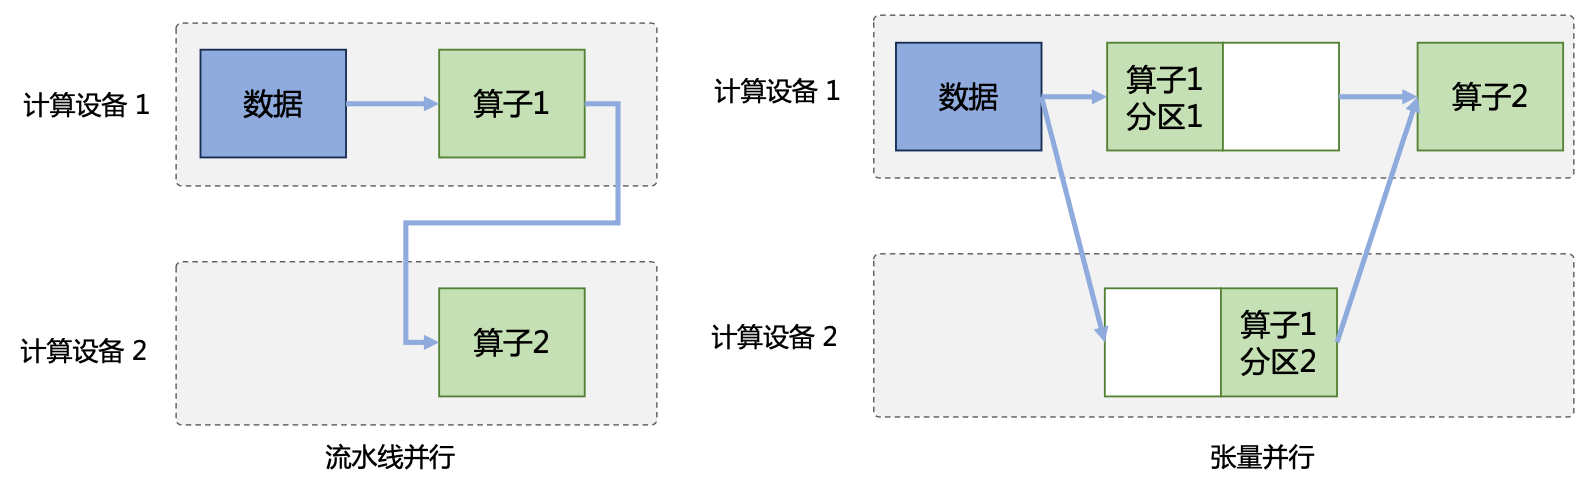 计算设备 1
数据
算子1
计算设备 2
算子2
流水线并行
计算设备 1
数据
算子1
分区1
算子2
计算设备 2
算子1
分区2
张量并行